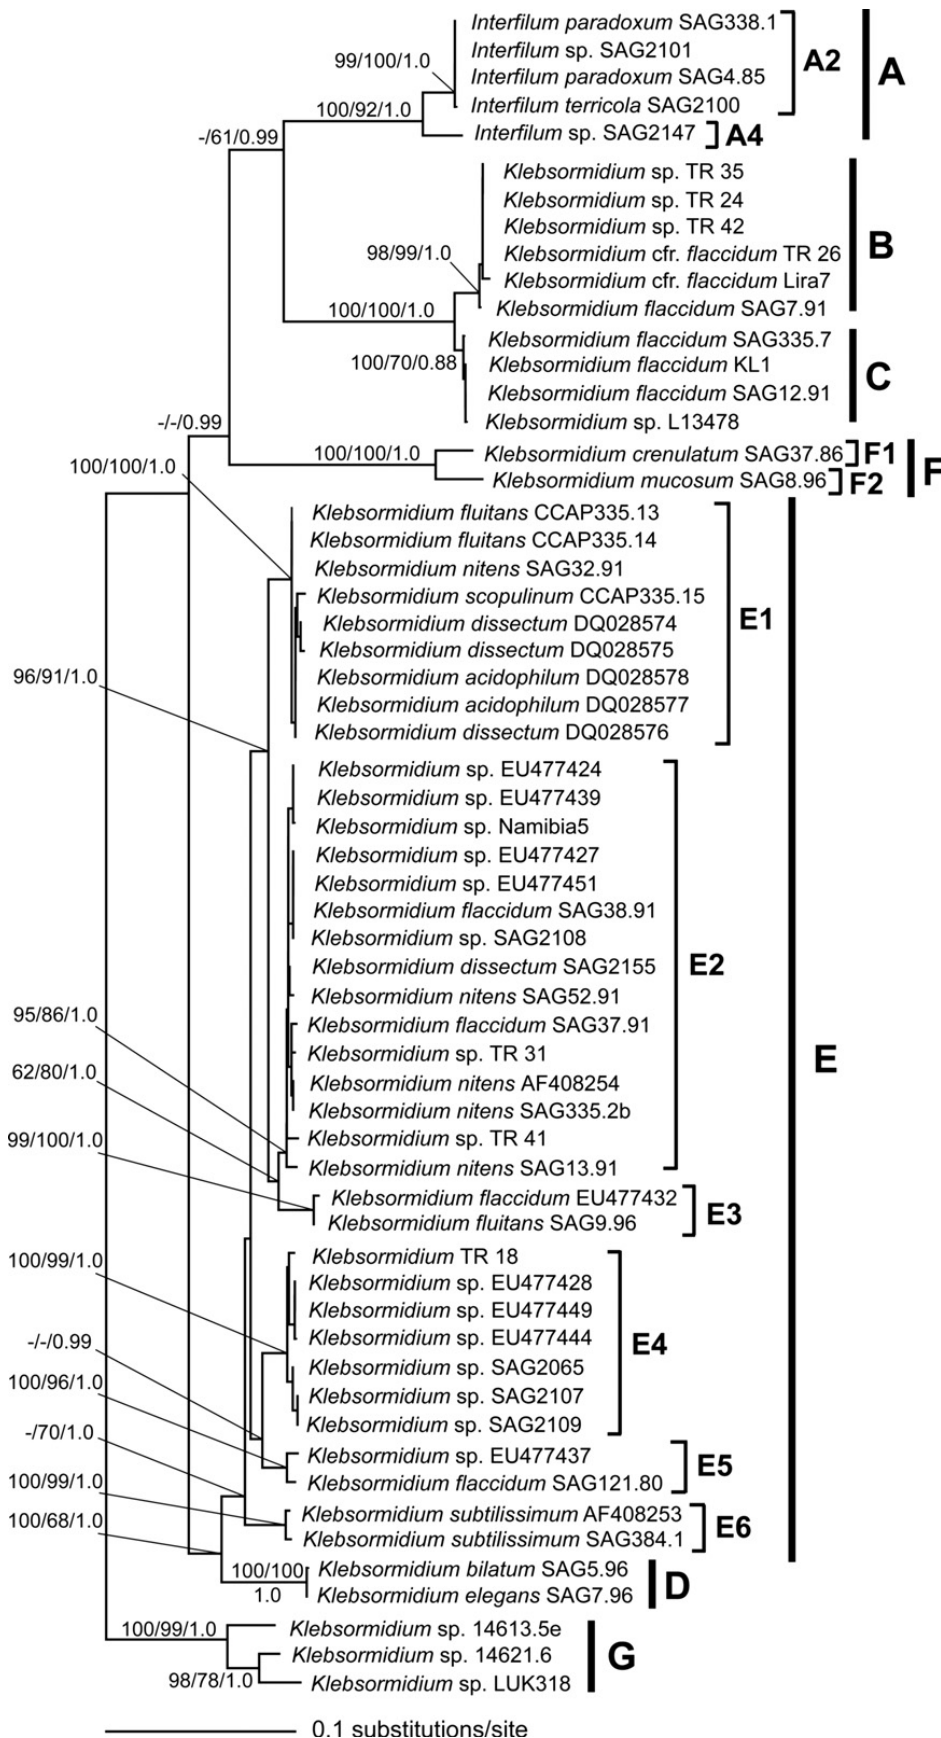 Interfilum paradoxum SAG338.1
Interfilum sp. SAG2101
A2
A
99/100/1.0
Interfilum paradoxum SAG4.85
100/92/1.0
Interfilum terricola SAG2100
-/61/0.99
Interfilum sp. SAG2147
A4
Klebsormidium sp. TR 35
Klebsormidium sp. TR 24
Klebsormidium sp. TR 42
B
98/99/1.0
Klebsormidium cfr. flaccidum TR 26
Klebsormidium cfr. flaccidum Lira7
100/100/1.0
Klebsormidium flaccidum SAG7.91
Klebsormidium flaccidum SAG335.7
100/70/0.88
Klebsormidium flaccidum KL1
C
Klebsormidium flaccidum SAG12.91
-/-/0.99
Klebsormidium sp. L13478
100/100/1.0
Klebsormidium crenulatum SAG37.86
F1
F
100/100/1.0
Klebsormidium mucosum SAG8.96
F2
Klebsormidium fluitans CCAP335.13
Klebsormidium fluitans CCAP335.14
Klebsormidium nitens SAG32.91
Klebsormidium scopulinum CCAP335.15
E1
Klebsormidium dissectum DQ028574
Klebsormidium dissectum DQ028575
96/91/1.0
Klebsormidium acidophilum DQ028578
Klebsormidium acidophilum DQ028577
Klebsormidium dissectum DQ028576
Klebsormidium sp. EU477424
Klebsormidium sp. EU477439
Klebsormidium sp. Namibia5
Klebsormidium sp. EU477427
Klebsormidium sp. EU477451
Klebsormidium flaccidum SAG38.91
Klebsormidium sp. SAG2108
Klebsormidium dissectum SAG2155
E2
Klebsormidium nitens SAG52.91
95/86/1.0
Klebsormidium flaccidum SAG37.91
Klebsormidium sp. TR 31
E
62/80/1.0
Klebsormidium nitens AF408254
Klebsormidium nitens SAG335.2b
99/100/1.0
Klebsormidium sp. TR 41
Klebsormidium nitens SAG13.91
Klebsormidium flaccidum EU477432
E3
Klebsormidium fluitans SAG9.96
100/99/1.0
Klebsormidium TR 18
Klebsormidium sp. EU477428
Klebsormidium sp. EU477449
-/-/0.99
Klebsormidium sp. EU477444
E4
100/96/1.0
Klebsormidium sp. SAG2065
Klebsormidium sp. SAG2107
-/70/1.0
Klebsormidium sp. SAG2109
Klebsormidium sp. EU477437
E5
100/99/1.0
Klebsormidium flaccidum SAG121.80
100/68/1.0
Klebsormidium subtilissimum AF408253
E6
Klebsormidium subtilissimum SAG384.1
100/100
Klebsormidium bilatum SAG5.96
D
1.0
Klebsormidium elegans SAG7.96
100/99/1.0
Klebsormidium sp. 14613.5e
Klebsormidium sp. 14621.6
G
98/78/1.0
Klebsormidium sp. LUK318
0.1 substitutions/site